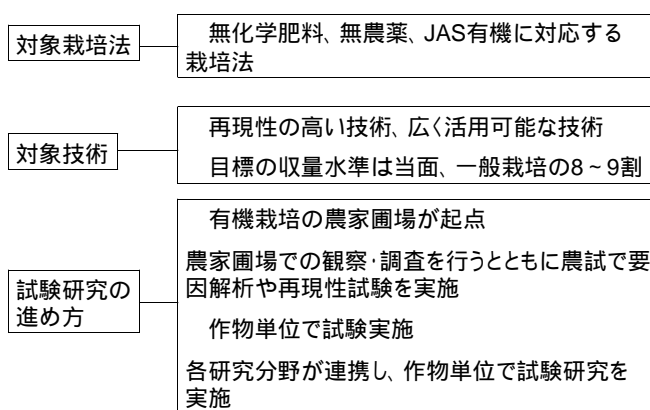 対象栽培法
無化学肥料、無農薬、JAS有機に対応する
栽培法
対象技術
再現性の高い技術、広く活用可能な技術
目標の収量水準は当面、一般栽培の8~9割
試験研究の
進め方
有機栽培の農家圃場が起点
農家圃場での観察・調査を行うとともに農試で要
因解析や再現性試験を実施
作物単位で試験実施
各研究分野が連携し、作物単位で試験研究を
実施